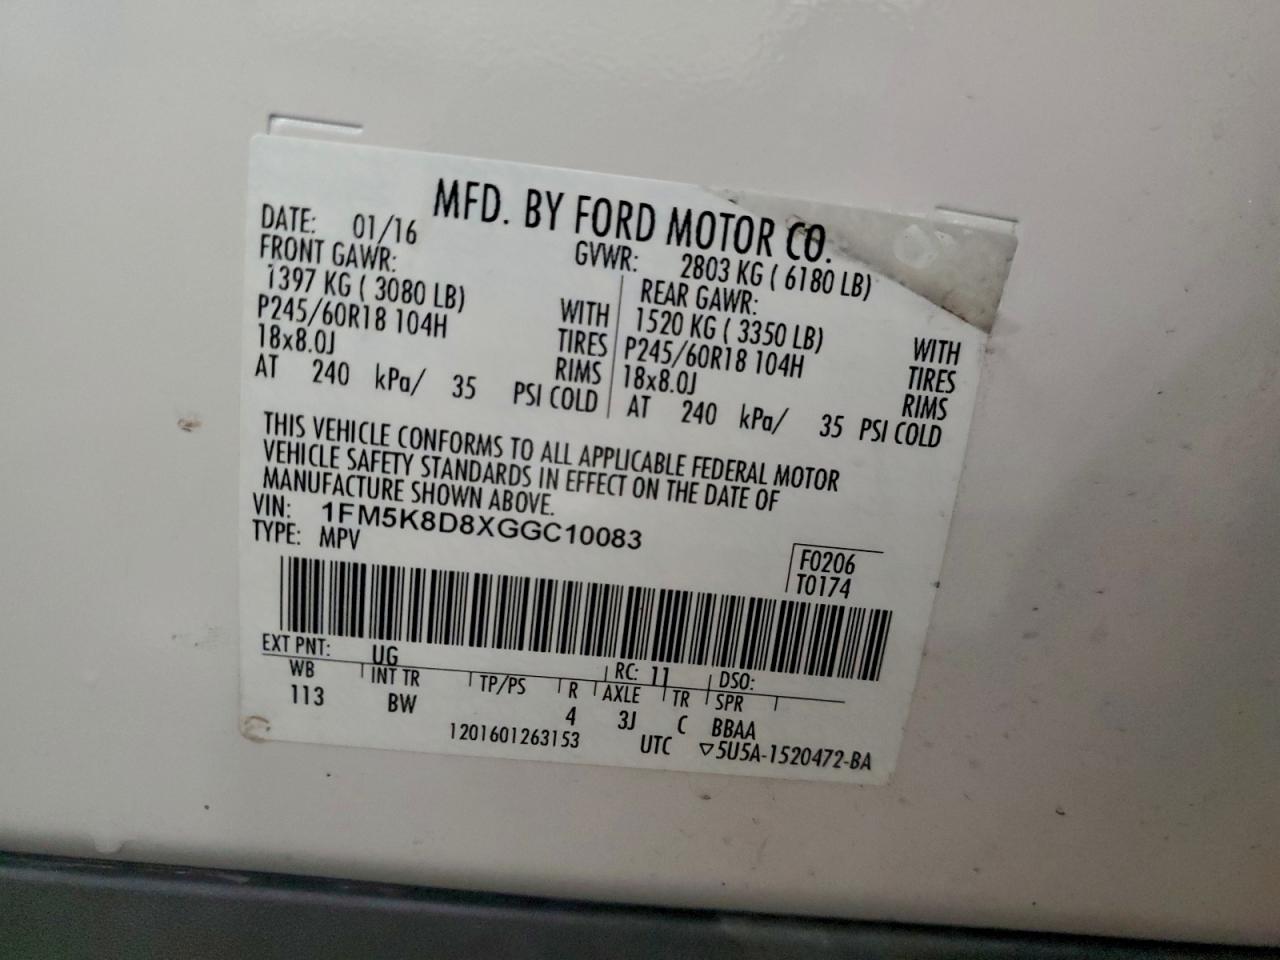 MFD. BY FORD MOTOR CO.
DATE: 01/16 GVWR: 2803 KG ( 6180 LB)
FRONT GAWR: REAR GAWR:
1397 KG ( 3080 LB) WITH 1520 KG ( 3350 LB) WITH
P245/60R18 104H TIRES P245/60R18 104H TIRES
18x8.0J RIMS 18x8.0J RIMS
AT 240 kPa/ 35 PSI COLD AT 240 kPa/ 35 PSI COLD
THIS VEHICLE CONFORMS TO ALL APPLICABLE FEDERAL MOTOR
VEHICLE SAFETY STANDARDS IN EFFECT ON THE DATE OF
MANUFACTURE SHOWN ABOVE.
VIN: 1FM5K8D8XGGC10083
TYPE: MPV
F0206
T0174
EXT PNT: UG RC: 11 DSO:
WB INT TR TP/PS R AXLE TR SPR
113 BW 4 3J C BBAA
1201601263153 UTC ▽5U5A-1520472-BA